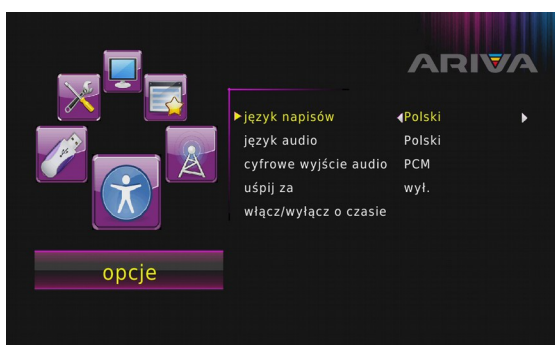 ARIVA
język napisów Polski
język audio Polski
cyfrowe wyjście audio PCM
uśpij za wył.
włącz/wyłącz o czasie
opcje